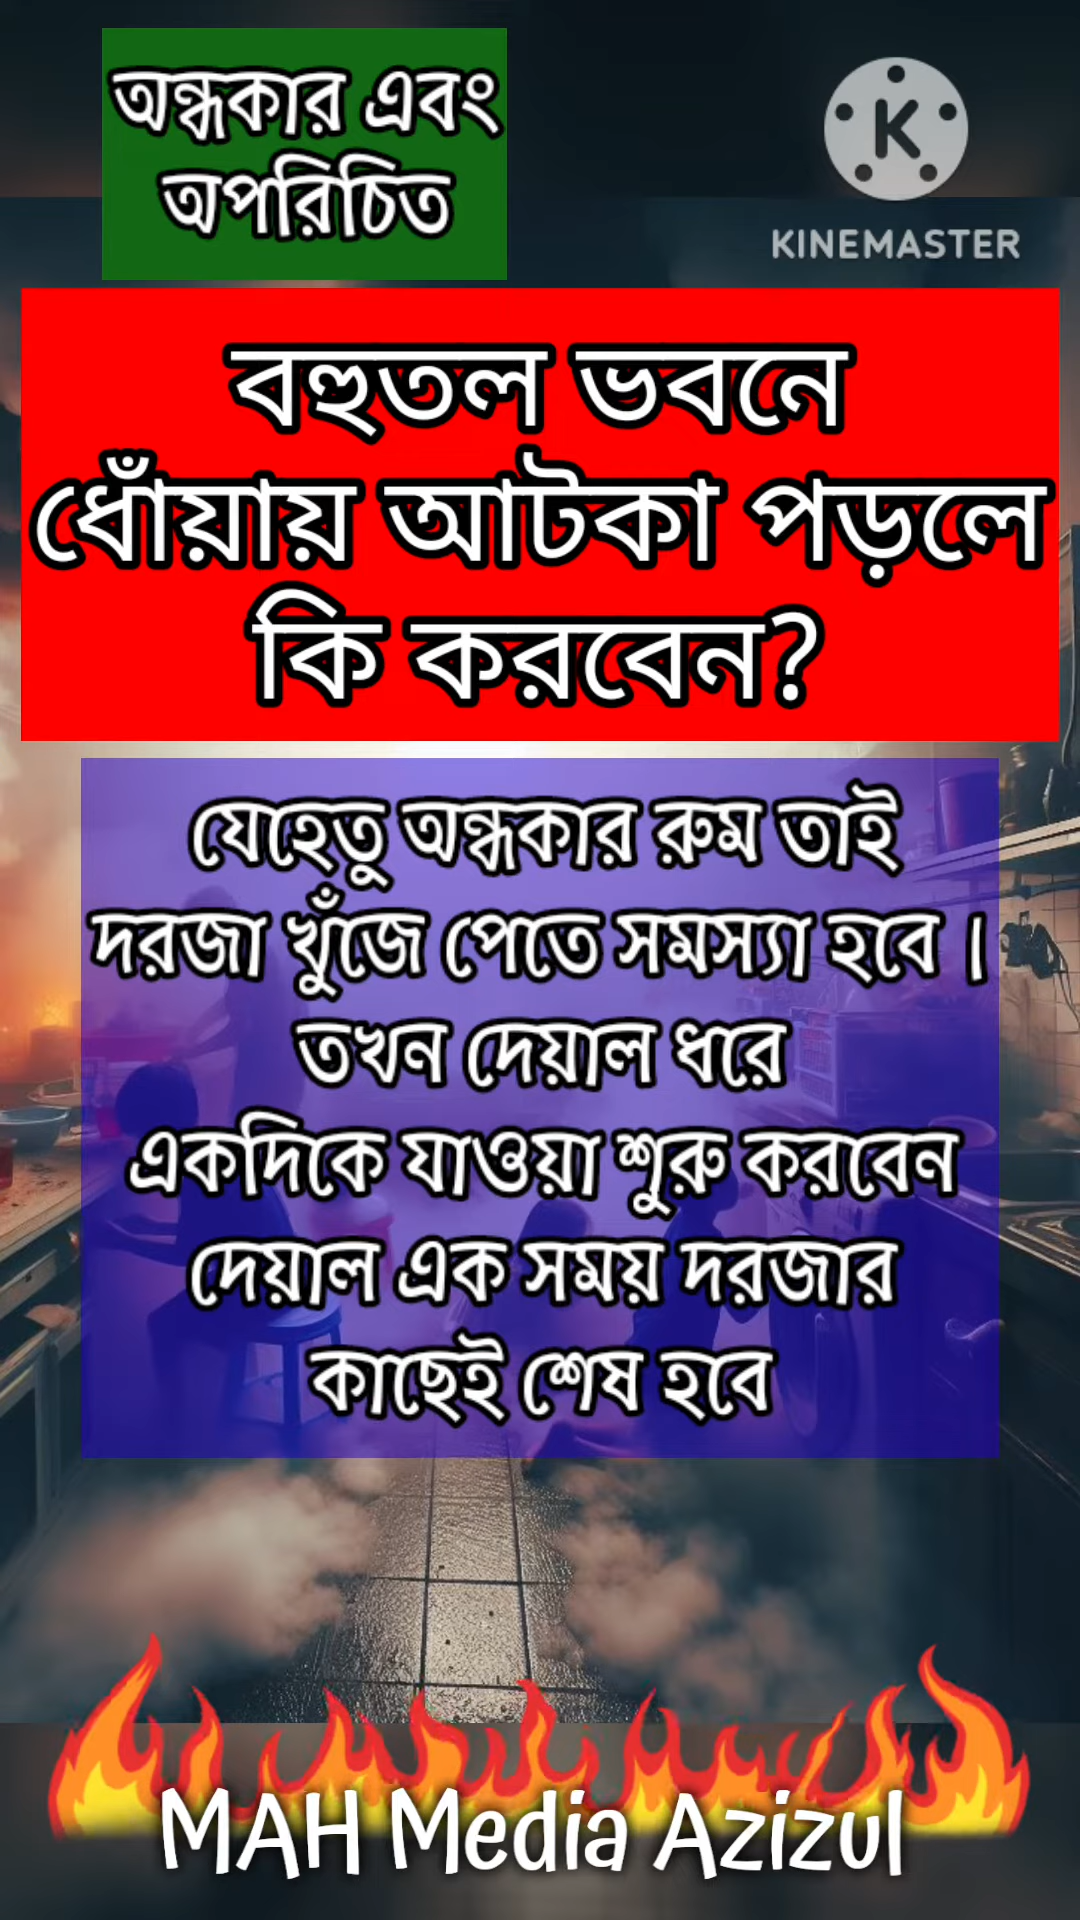 অন্ধকার এবং
অপরিচিত
KINEMASTER
বহুতল ভবনে
ধোঁয়ায় আটকা পড়লে
কি করবেন?
যেহেতু অন্ধকার রুম তাই
দরজা খুঁজে পেতে সমস্যা হবে ।
তখন দেয়াল ধরে
একদিকে যাওয়া শুরু করবেন
দেয়াল এক সময় দরজার
কাছেই শেষ হবে
MAH Media Azizul